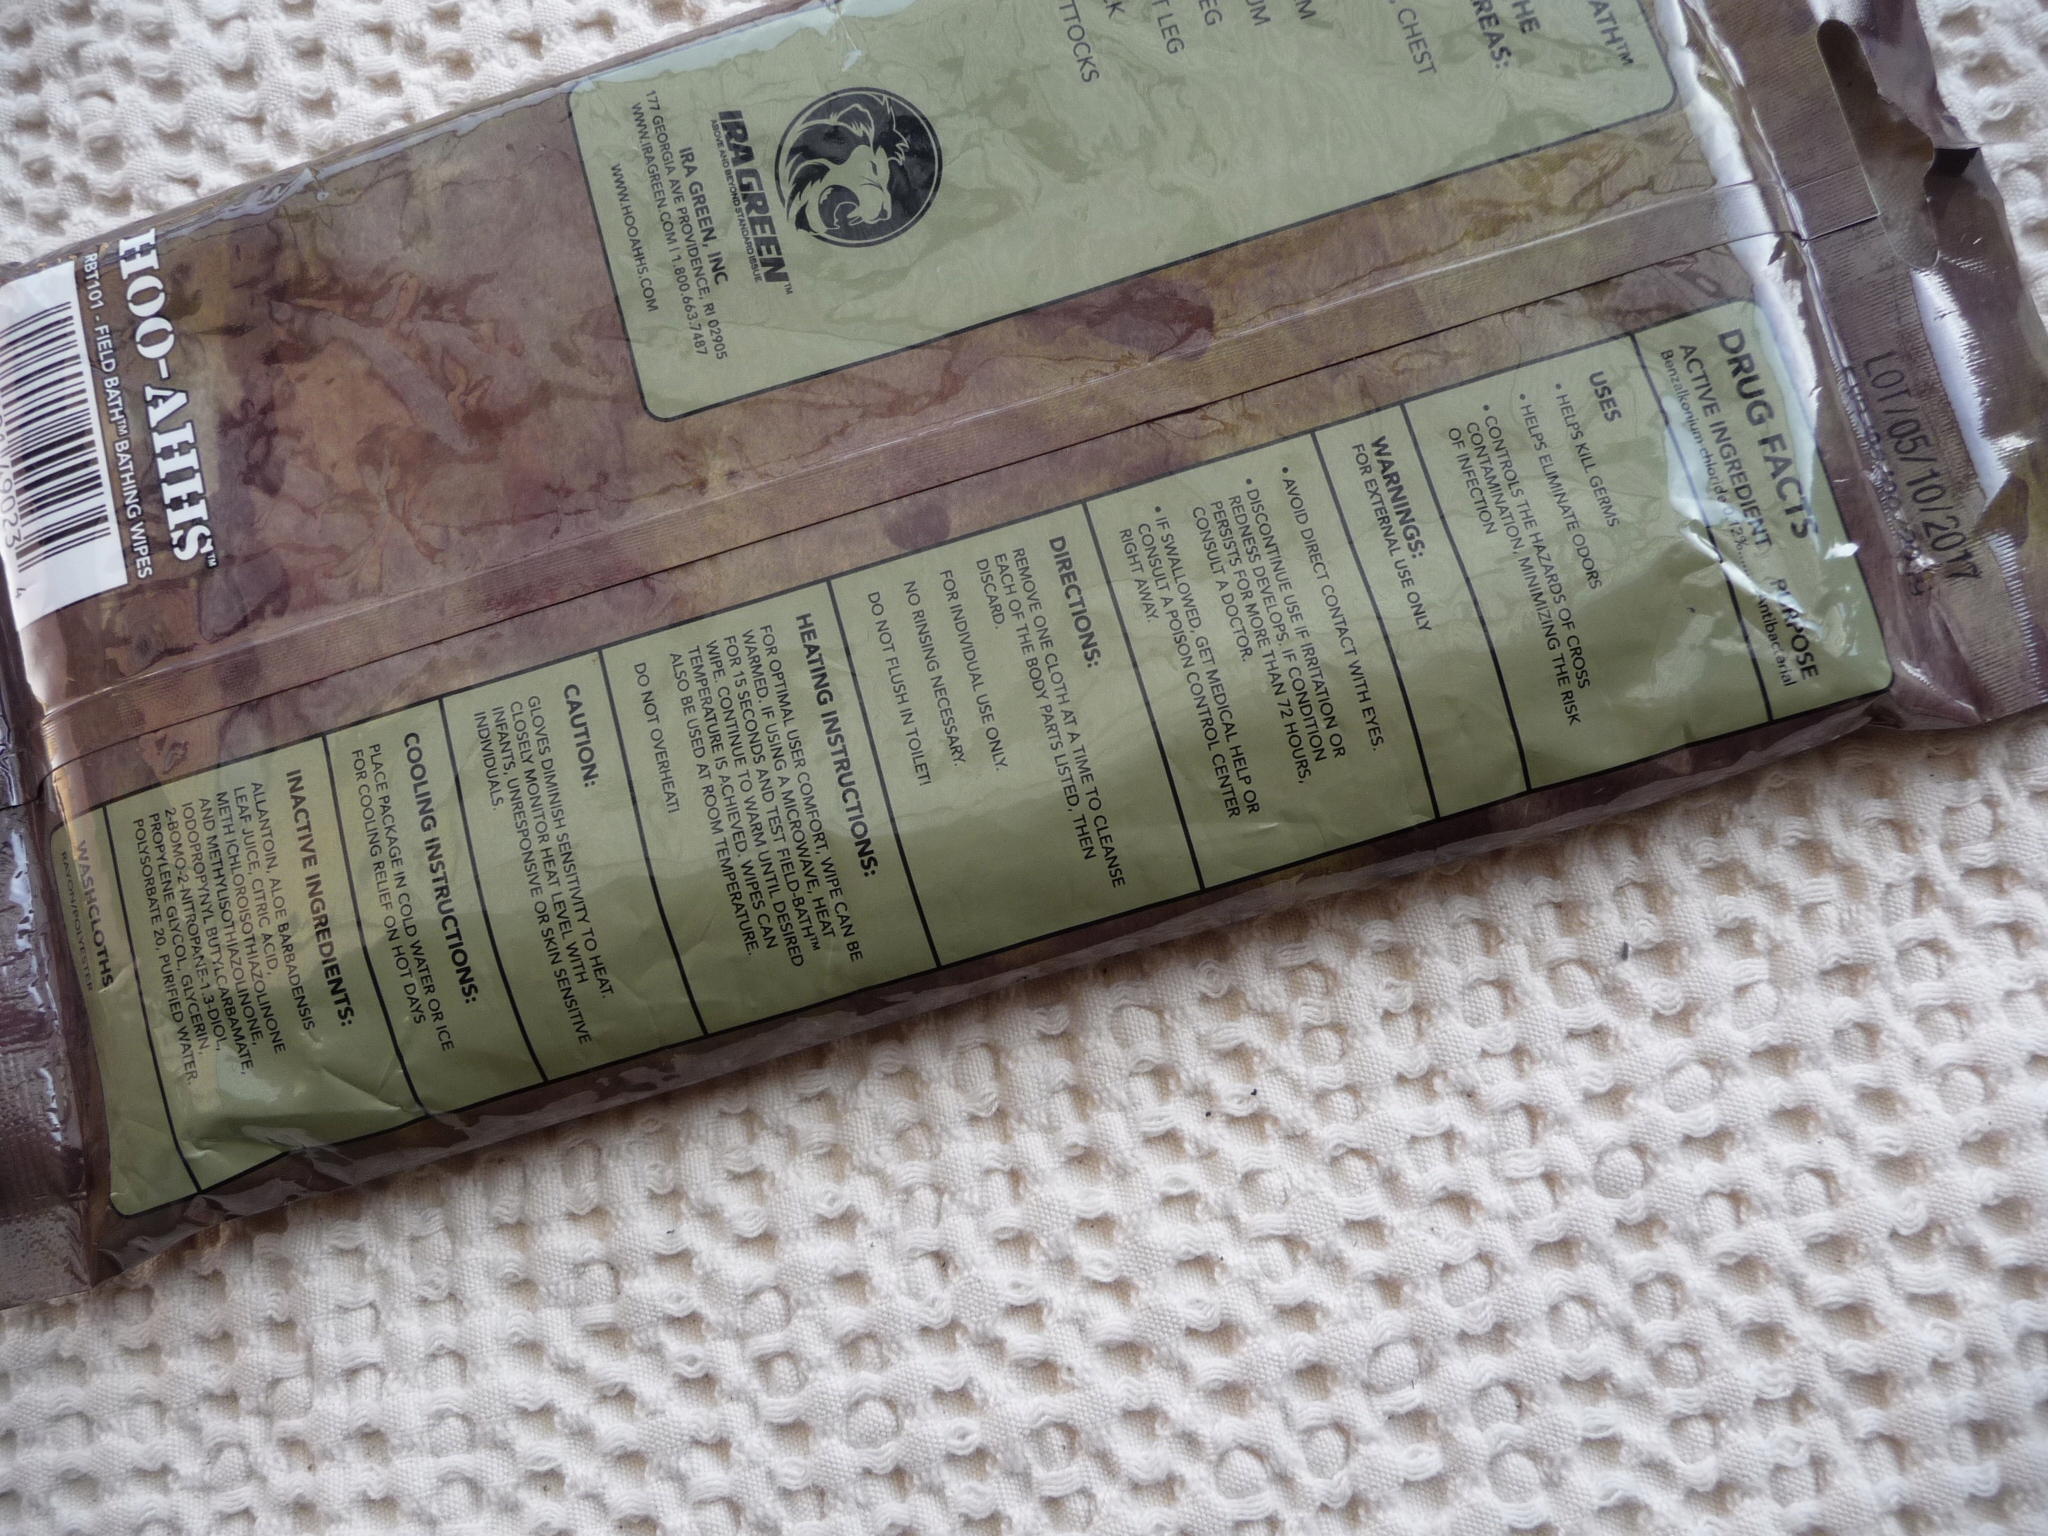 DRUG FACTS
ACTIVE INGREDIENT PURPOSE
Benzalkonium chloride Antibacterial
USES
• HELPS KILL GERMS
• HELPS ELIMINATE ODORS
• CONTROLS THE HAZARDS OF CROSS
CONTAMINATION, MINIMIZING THE RISK
OF INFECTION
WARNINGS:
FOR EXTERNAL USE ONLY
• AVOID DIRECT CONTACT WITH EYES.
• DISCONTINUE USE IF IRRITATION OR
REDNESS DEVELOPS. IF CONDITION
PERSISTS FOR MORE THAN 72 HOURS,
CONSULT A DOCTOR.
• IF SWALLOWED, GET MEDICAL HELP OR
CONSULT A POISON CONTROL CENTER
RIGHT AWAY.
DIRECTIONS:
REMOVE ONE CLOTH AT A TIME TO CLEANSE
EACH OF THE BODY PARTS LISTED, THEN
DISCARD.
FOR INDIVIDUAL USE ONLY.
NO RINSING NECESSARY.
DO NOT FLUSH IN TOILET!
HEATING INSTRUCTIONS:
FOR OPTIMAL USER COMFORT, WIPE CAN BE
WARMED. IF USING A MICROWAVE, HEAT
FOR 15 SECONDS AND TEST FIELD-BATH™
WIPE. CONTINUE TO WARM UNTIL DESIRED
TEMPERATURE IS ACHIEVED. WIPES CAN
ALSO BE USED AT ROOM TEMPERATURE.
DO NOT OVERHEAT!
CAUTION:
GLOVES DIMINISH SENSITIVITY TO HEAT.
CLOSELY MONITOR HEAT LEVEL WITH
INFANTS, UNRESPONSIVE OR SKIN SENSITIVE
INDIVIDUALS.
COOLING INSTRUCTIONS:
PLACE PACKAGE IN COLD WATER OR ICE
FOR COOLING RELIEF ON HOT DAYS
INACTIVE INGREDIENTS:
ALLANTOIN, ALOE BARBADENSIS
LEAF JUICE, CITRIC ACID,
METH ICHLOROISOTHIAZOLINONE
AND METHYLISOTHIAZOLINONE,
IODOPROPYNYL BUTYLCARBAMATE,
2-BOMO-2-NITROPANE-1,3-DIOL,
PROPYLENE GLYCOL, GLYCERIN,
POLYSORBATE 20, PURIFIED WATER.
WASHCLOTHS
RAYON/POLYESTER
ATH™
THE
REAS:
, CHEST
T LEG
TTOCKS
IRAGREEN™
ABOVE AND BEYOND STANDARD ISSUE
IRA GREEN, INC
177 GEORGIA AVE PROVIDENCE, RI 02905
WWW.IRAGREEN.COM | 1.800.663.7487
WWW.HOOAHHS.COM
HOO-AHHS™
RBT101 - FIELD BATH™ BATHING WIPES
LOT/05/10/2017